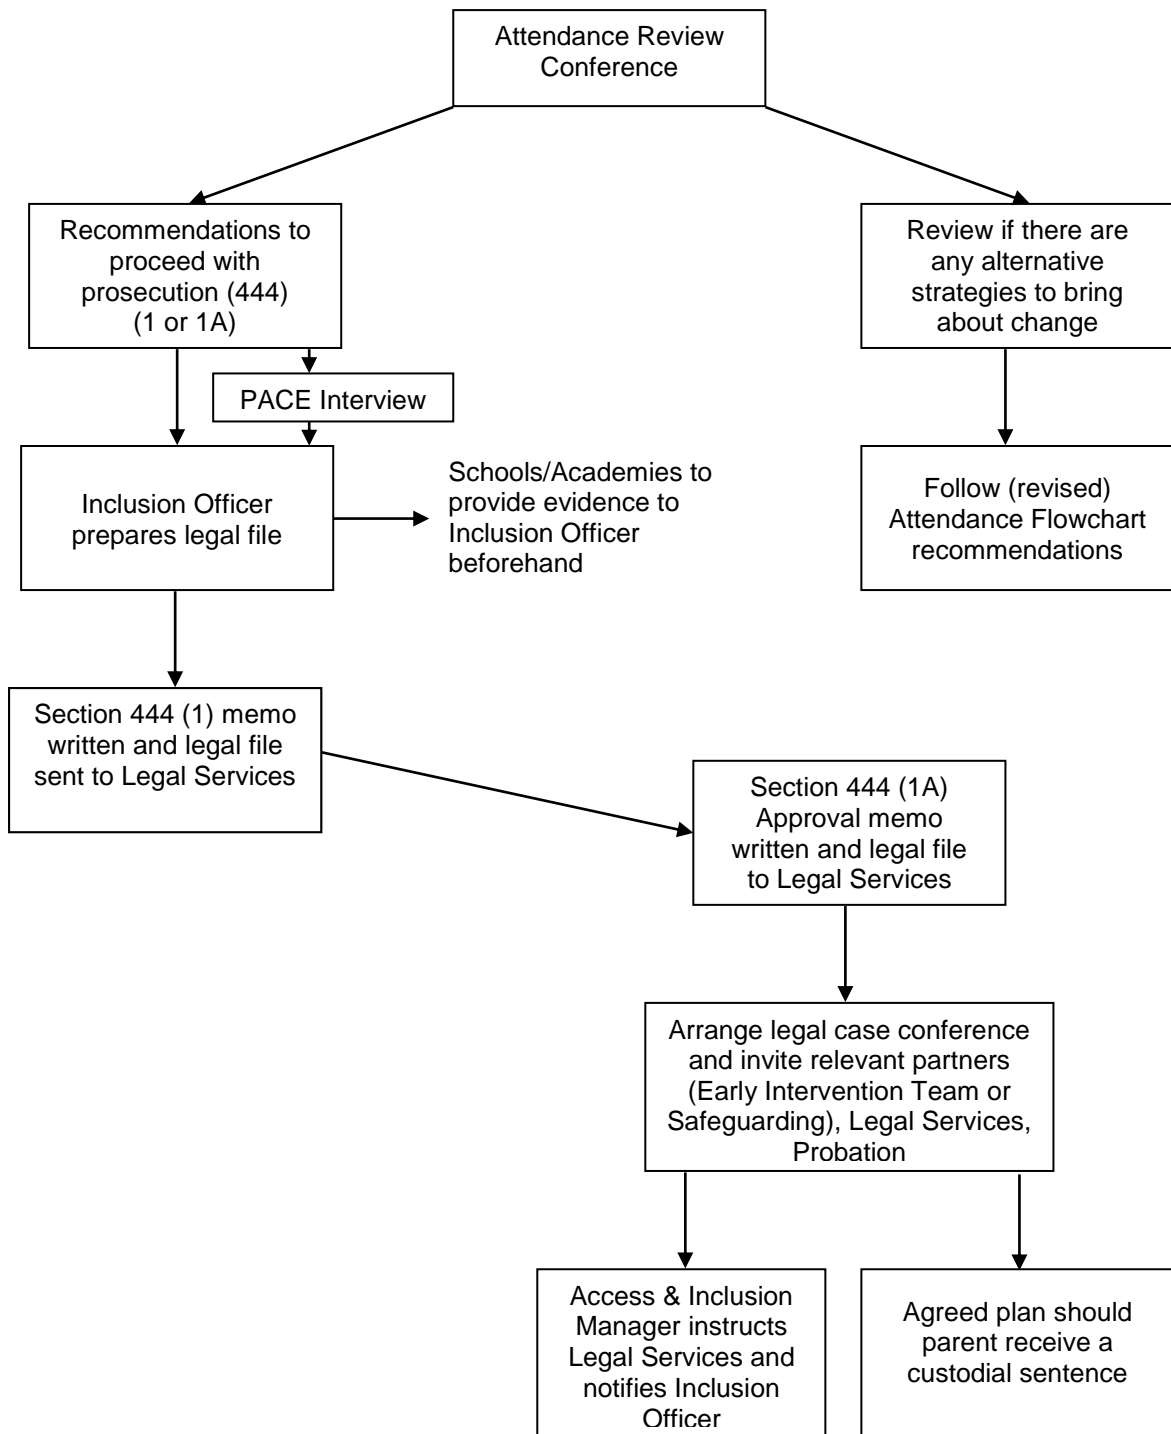 Attendance Review
Conference
Recommendations to
proceed with
prosecution (444)
(1 or 1A)
Review if there are
any alternative
strategies to bring
about change
PACE Interview
Inclusion Officer
prepares legal file
Schools/Academies to
provide evidence to
Inclusion Officer
beforehand
Follow (revised)
Attendance Flowchart
recommendations
Section 444 (1) memo
written and legal file
sent to Legal Services
Section 444 (1A)
Approval memo
written and legal file
to Legal Services
Arrange legal case conference
and invite relevant partners
(Early Intervention Team or
Safeguarding), Legal Services,
Probation
Access & Inclusion
Manager instructs
Legal Services and
notifies Inclusion
Officer
Agreed plan should
parent receive a
custodial sentence